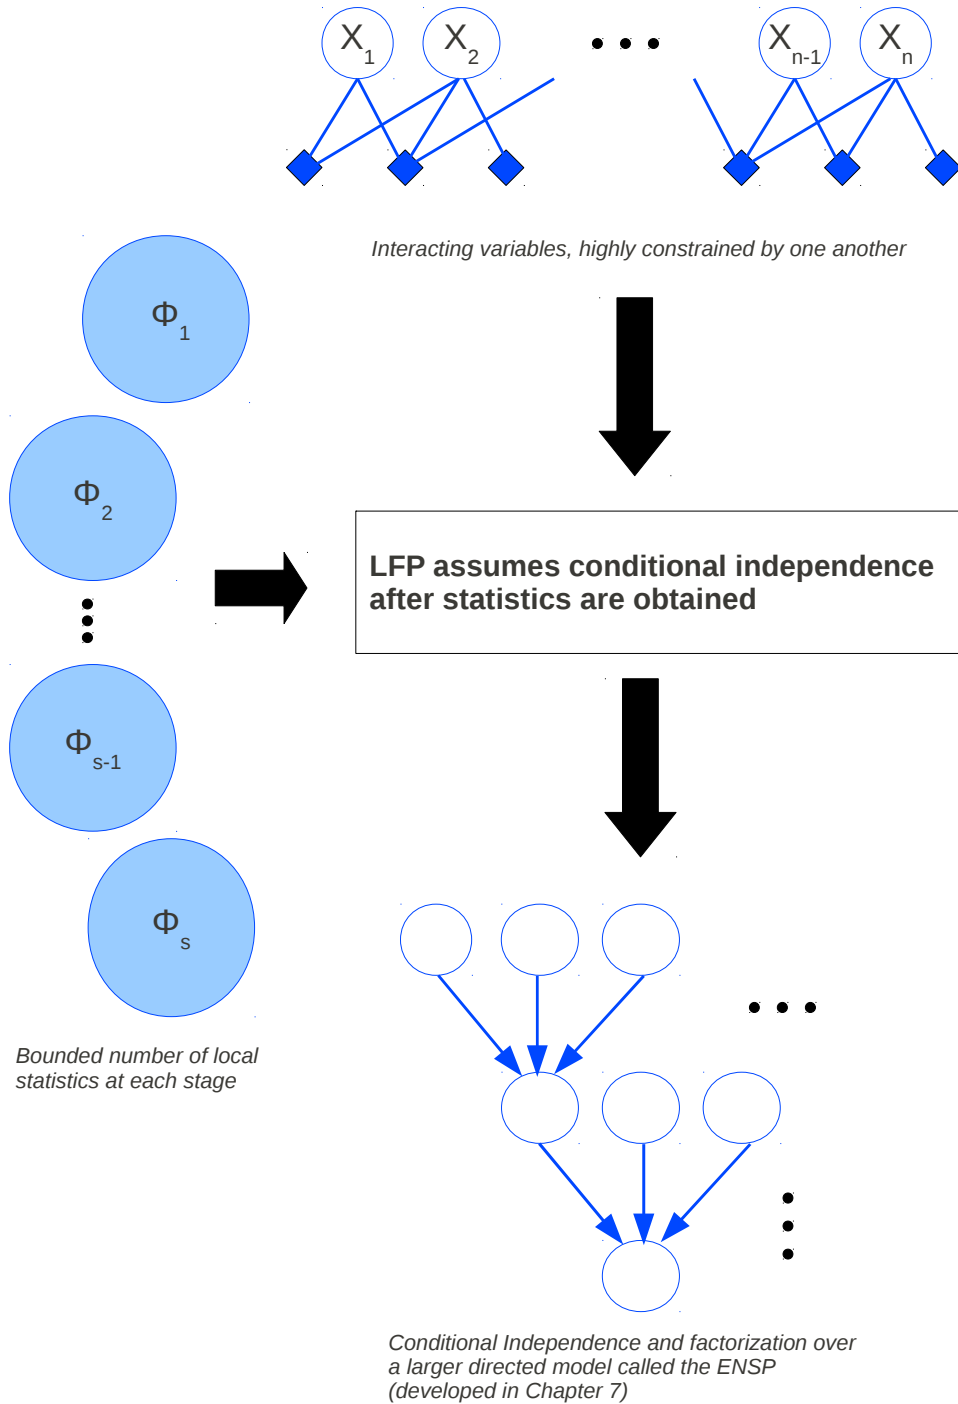 X1 X2 Xn-1 Xn
Interacting variables, highly constrained by one another
Φ1
Φ2
LFP assumes conditional independence
after statistics are obtained
Φs-1
Φs
Bounded number of local
statistics at each stage
Conditional Independence and factorization over
a larger directed model called the ENSP
(developed in Chapter 7)